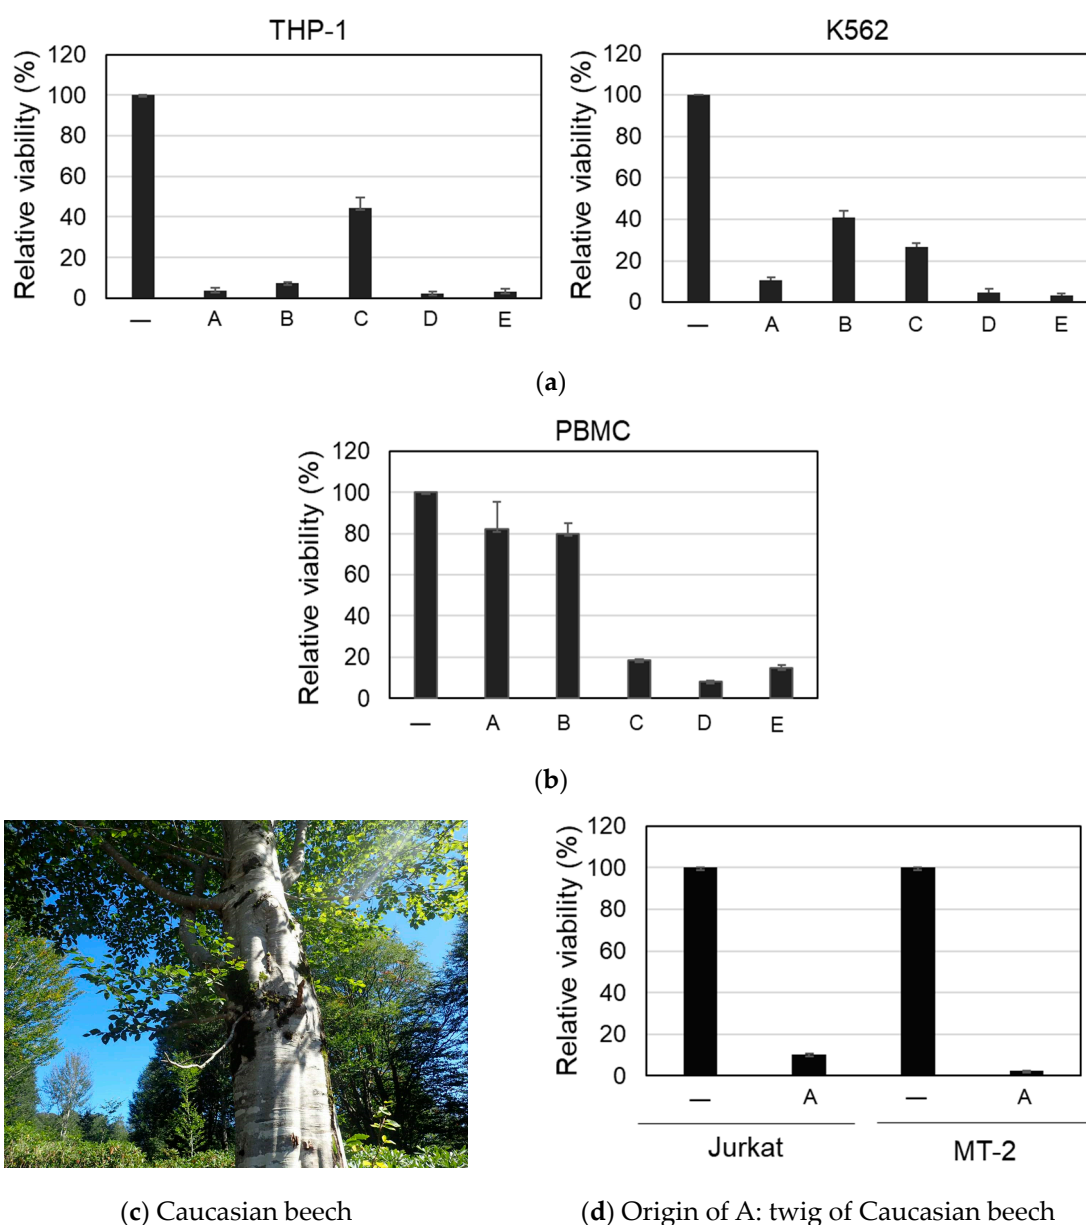 THP-1
Relative viability (%)
120
100
80
60
40
20
0
— A B C D E
K562
Relative viability (%)
120
100
80
60
40
20
0
— A B C D E
(a)
PBMC
Relative viability (%)
120
100
80
60
40
20
0
— A B C D E
(b)
(c) Caucasian beech
Relative viability (%)
120
100
80
60
40
20
0
— A — A
Jurkat MT-2
(d) Origin of A: twig of Caucasian beech